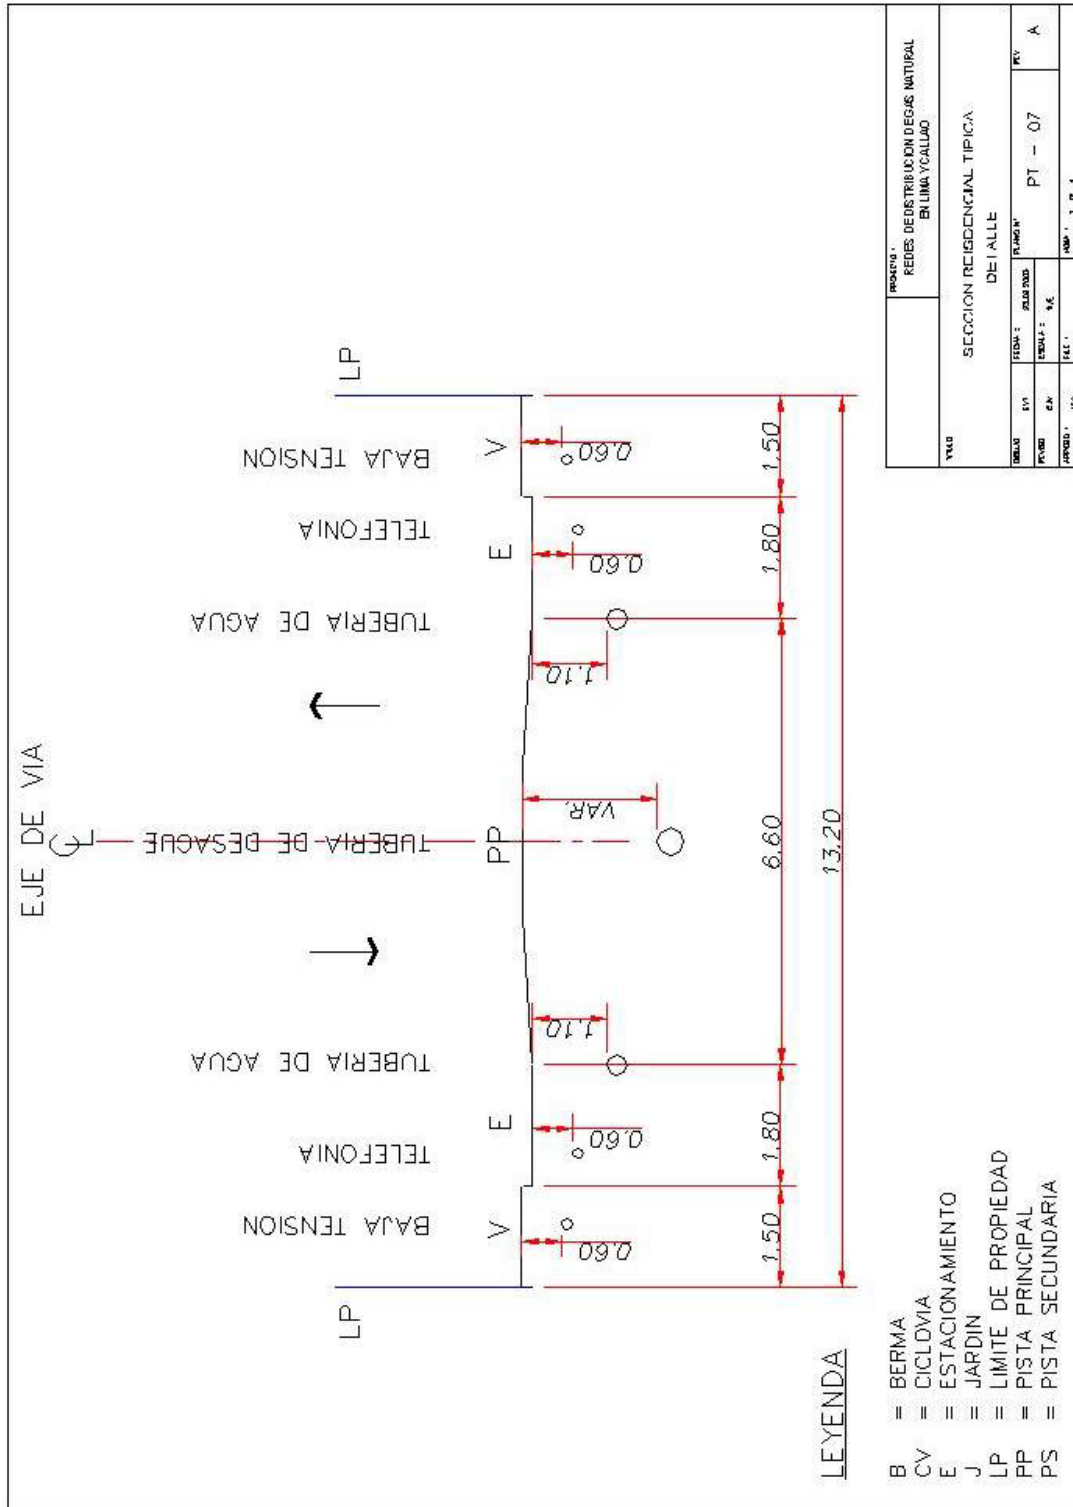 EJE DE VIA
CL
BAJA TENSION
TELEFONIA
TUBERIA DE AGUA
TUBERIA DE DESAGUE
TUBERIA DE AGUA
TELEFONIA
BAJA TENSION
LP
V
E
PP
E
V
LP
0.60
0.60
1.10
VAR.
1.10
0.60
0.60
1,50
1,80
6,60
1,80
1,50
13,20
LEYENDA
B = BERMA
CV = CICLOVIA
E = ESTACIONAMIENTO
J = JARDIN
LP = LIMITE DE PROPIEDAD
PP = PISTA PRINCIPAL
PS = PISTA SECUNDARIA
REDES DE DISTRIBUCION DE GAS NATURAL
EN LIMA Y CALLAO
SECCION REISDENCIAL TIPICA
DETALLE
PT - 07
A